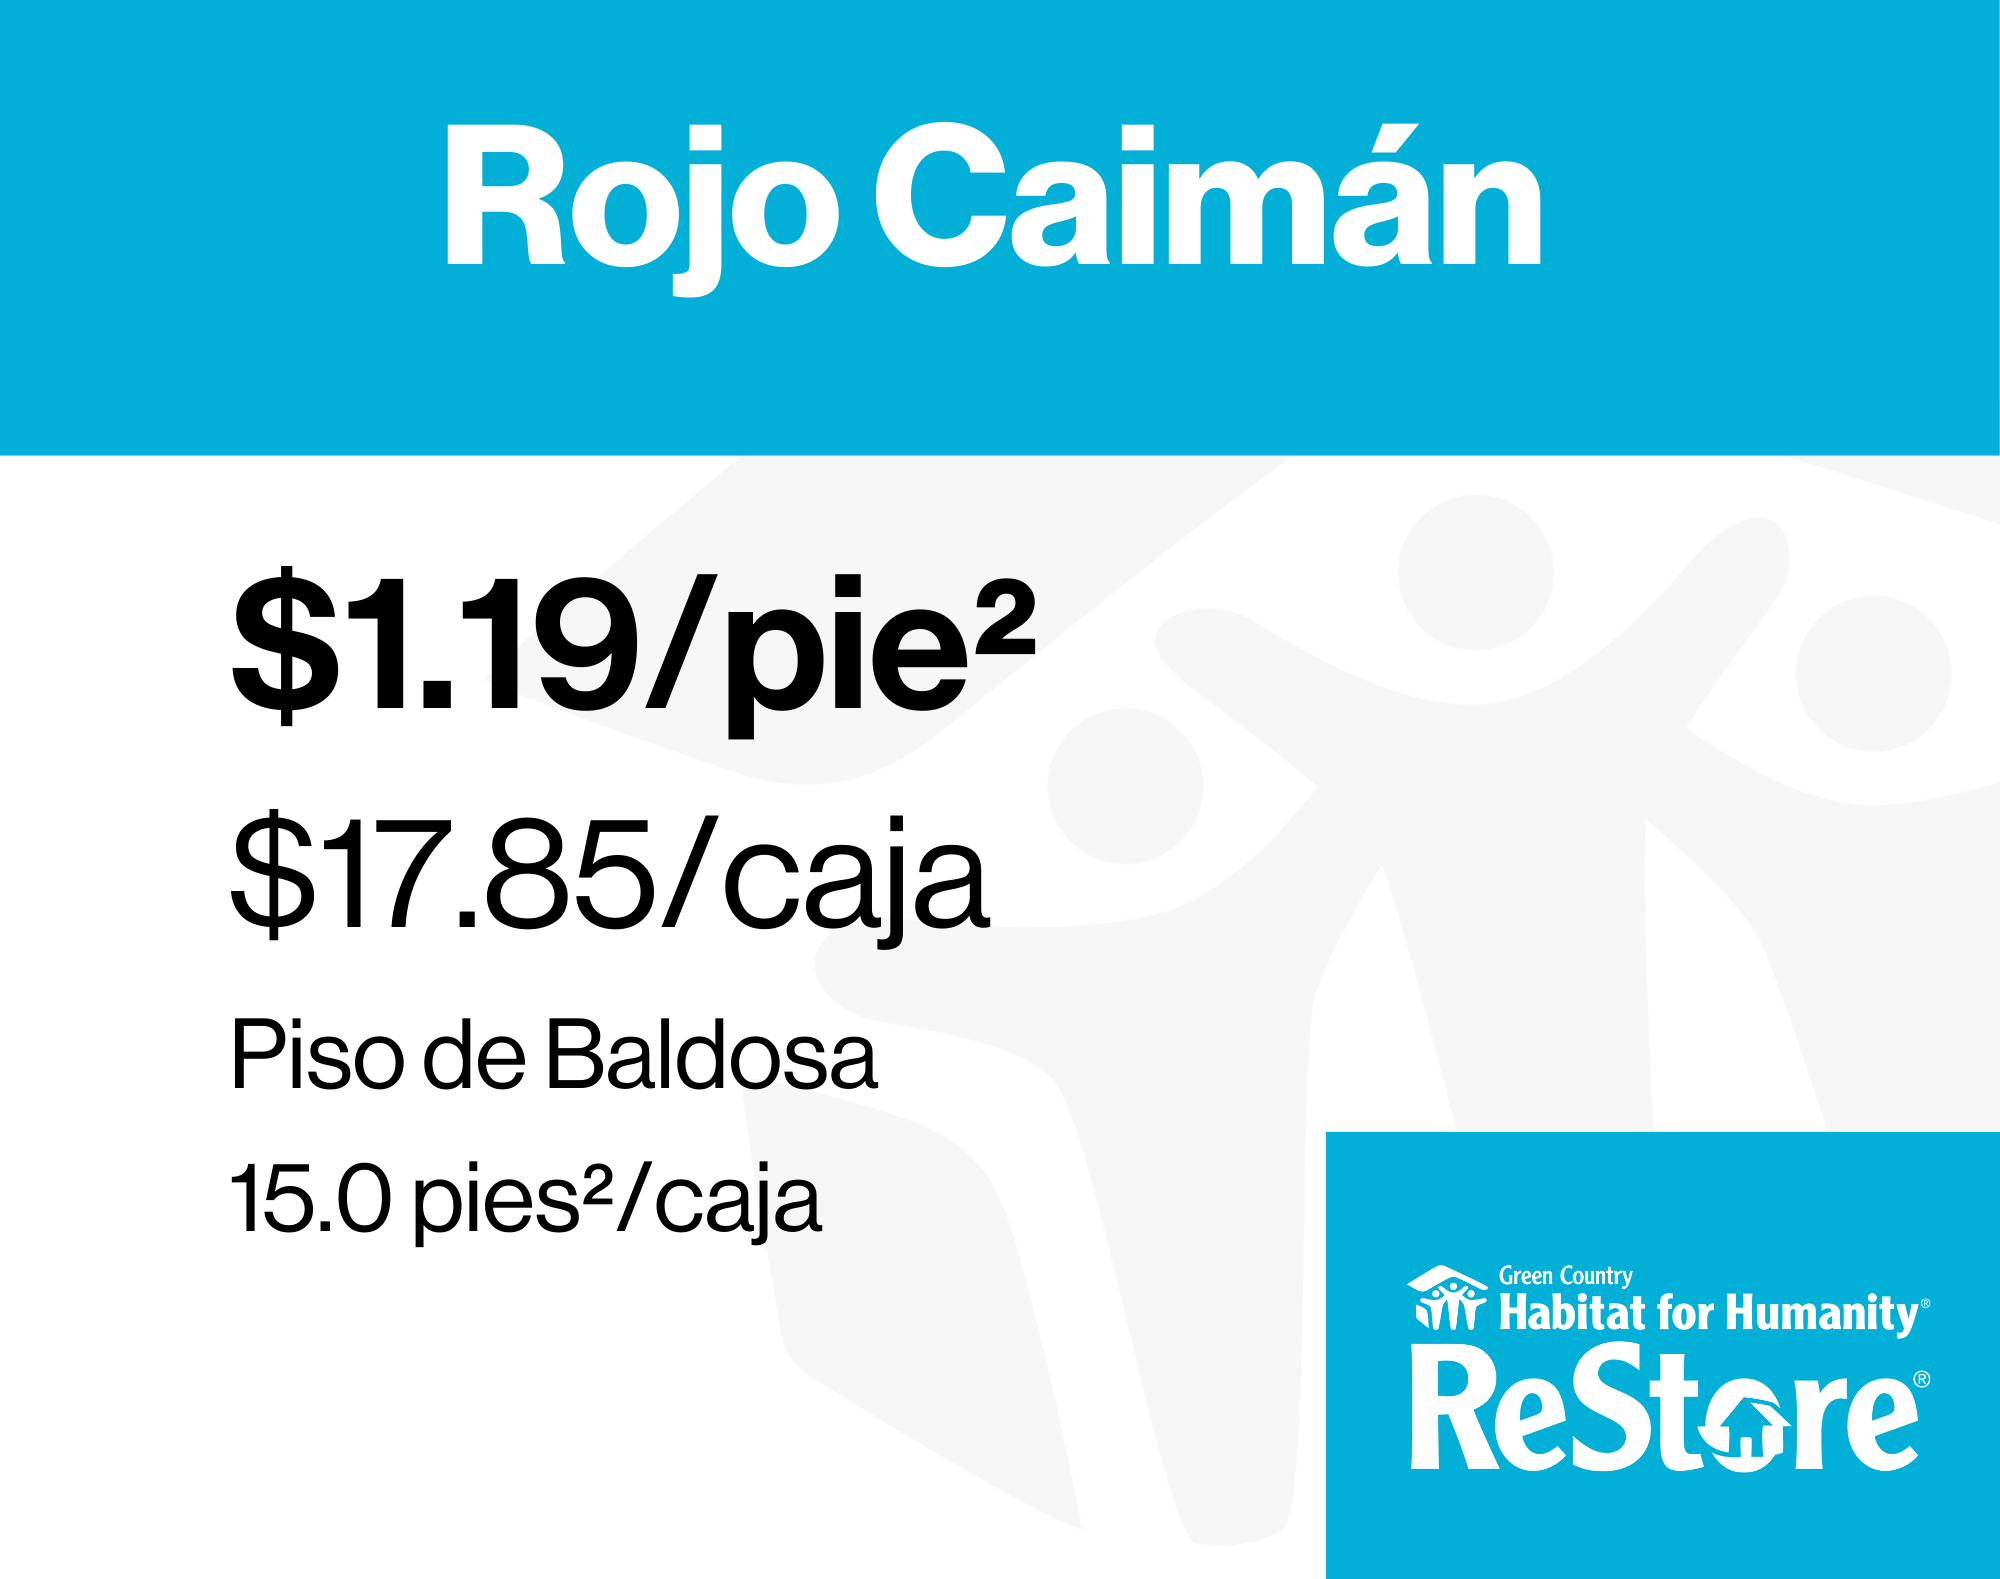 Rojo Caimán
$1.19/pie²
$17.85/caja
Piso de Baldosa
15.0 pies²/caja
Green Country
Habitat for Humanity®
ReStore®